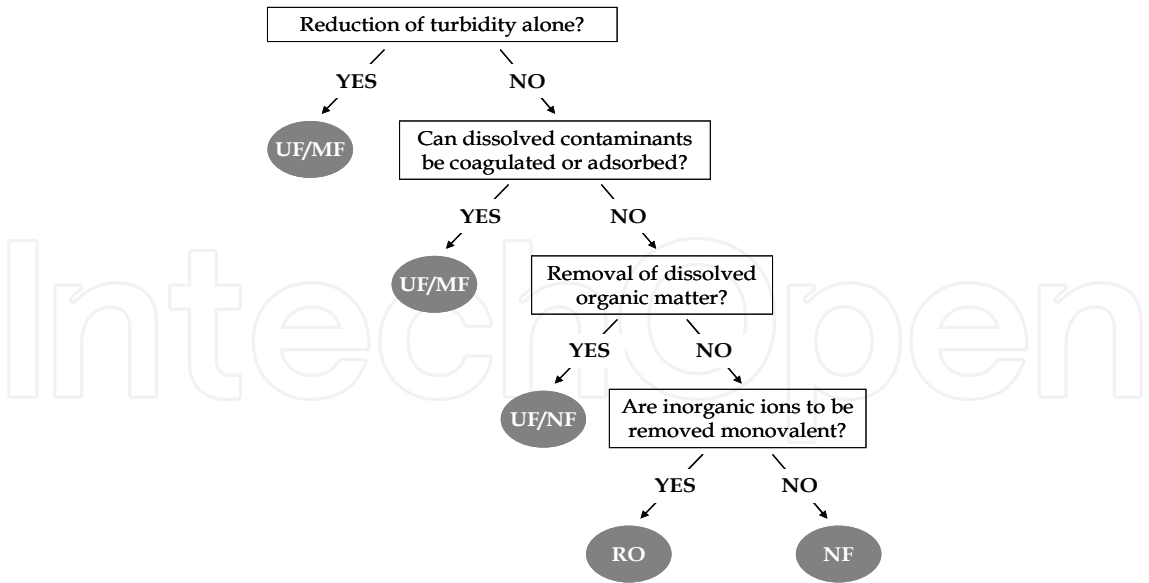 Reduction of turbidity alone?
YES
NO
UF/MF
Can dissolved contaminants
be coagulated or adsorbed?
YES
NO
UF/MF
Removal of dissolved
organic matter?
YES
NO
UF/NF
Are inorganic ions to be
removed monovalent?
YES
NO
RO
NF
IntechOpen